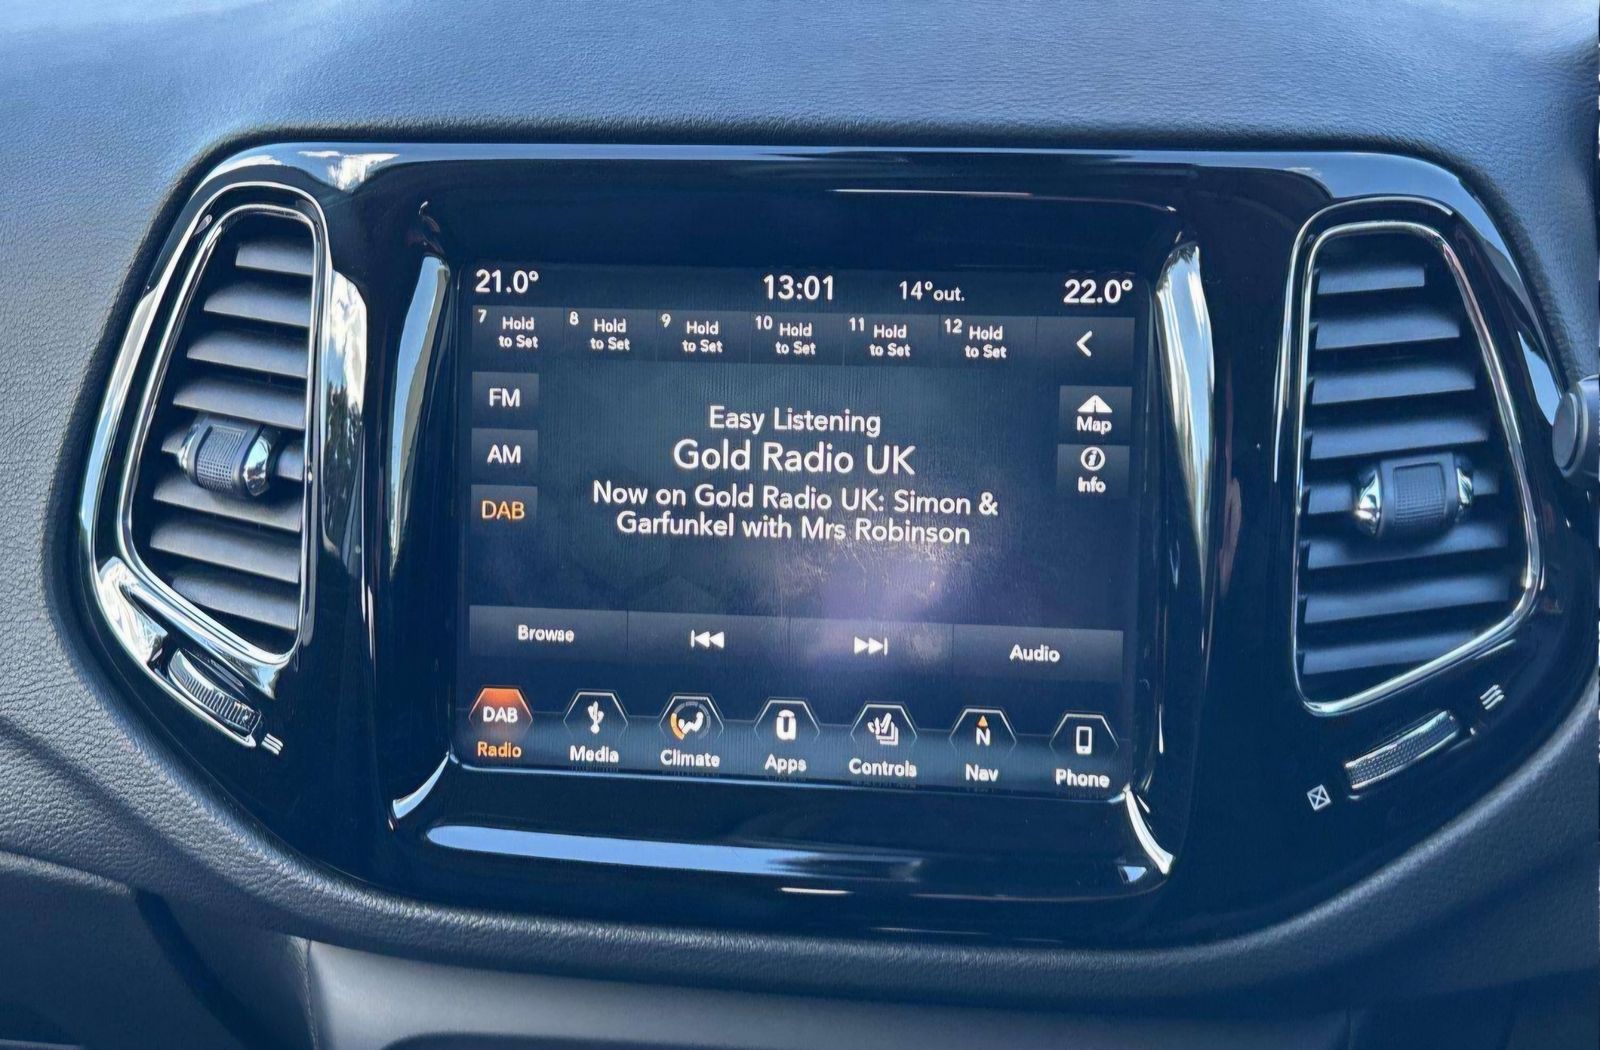 21.0° 13:01 14°out. 22.0°
7 Hold to Set 8 Hold to Set 9 Hold to Set 10 Hold to Set 11 Hold to Set 12 Hold to Set
FM
AM
DAB
Easy Listening
Gold Radio UK
Now on Gold Radio UK: Simon &
Garfunkel with Mrs Robinson
Map
Info
Browse Audio
DAB N
Radio Media Climate Apps Controls Nav Phone